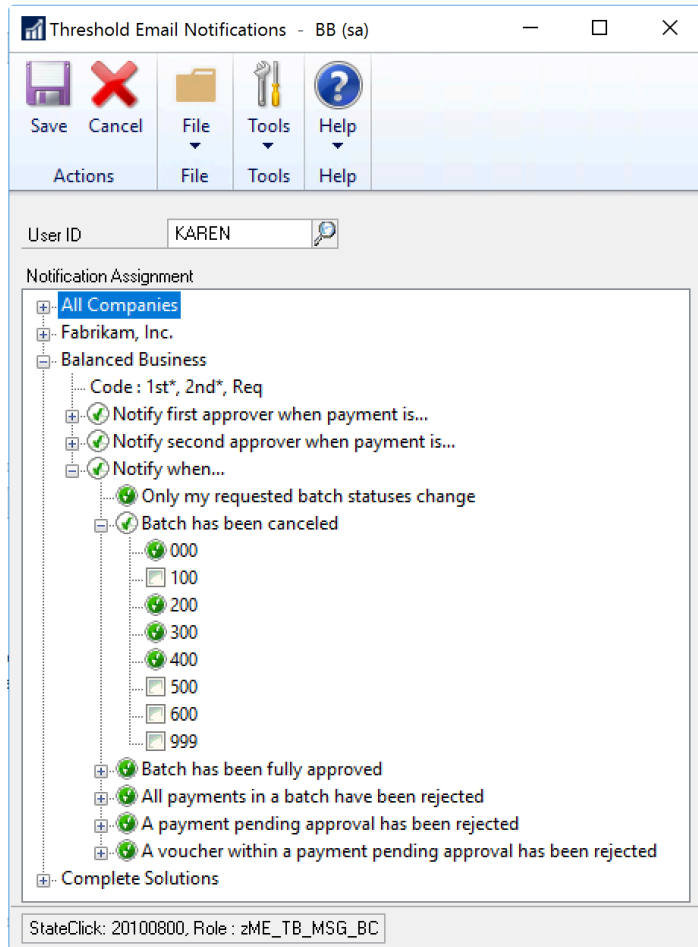 Threshold Email Notifications - BB (sa)
Save Cancel File Tools Help
Actions File Tools Help
User ID KAREN
Notification Assignment
All Companies
Fabrikam, Inc.
Balanced Business
Code : 1st*, 2nd*, Req
Notify first approver when payment is...
Notify second approver when payment is...
Notify when...
Only my requested batch statuses change
Batch has been canceled
000
100
200
300
400
500
600
999
Batch has been fully approved
All payments in a batch have been rejected
A payment pending approval has been rejected
A voucher within a payment pending approval has been rejected
Complete Solutions
StateClick: 20100800, Role : zME_TB_MSG_BC